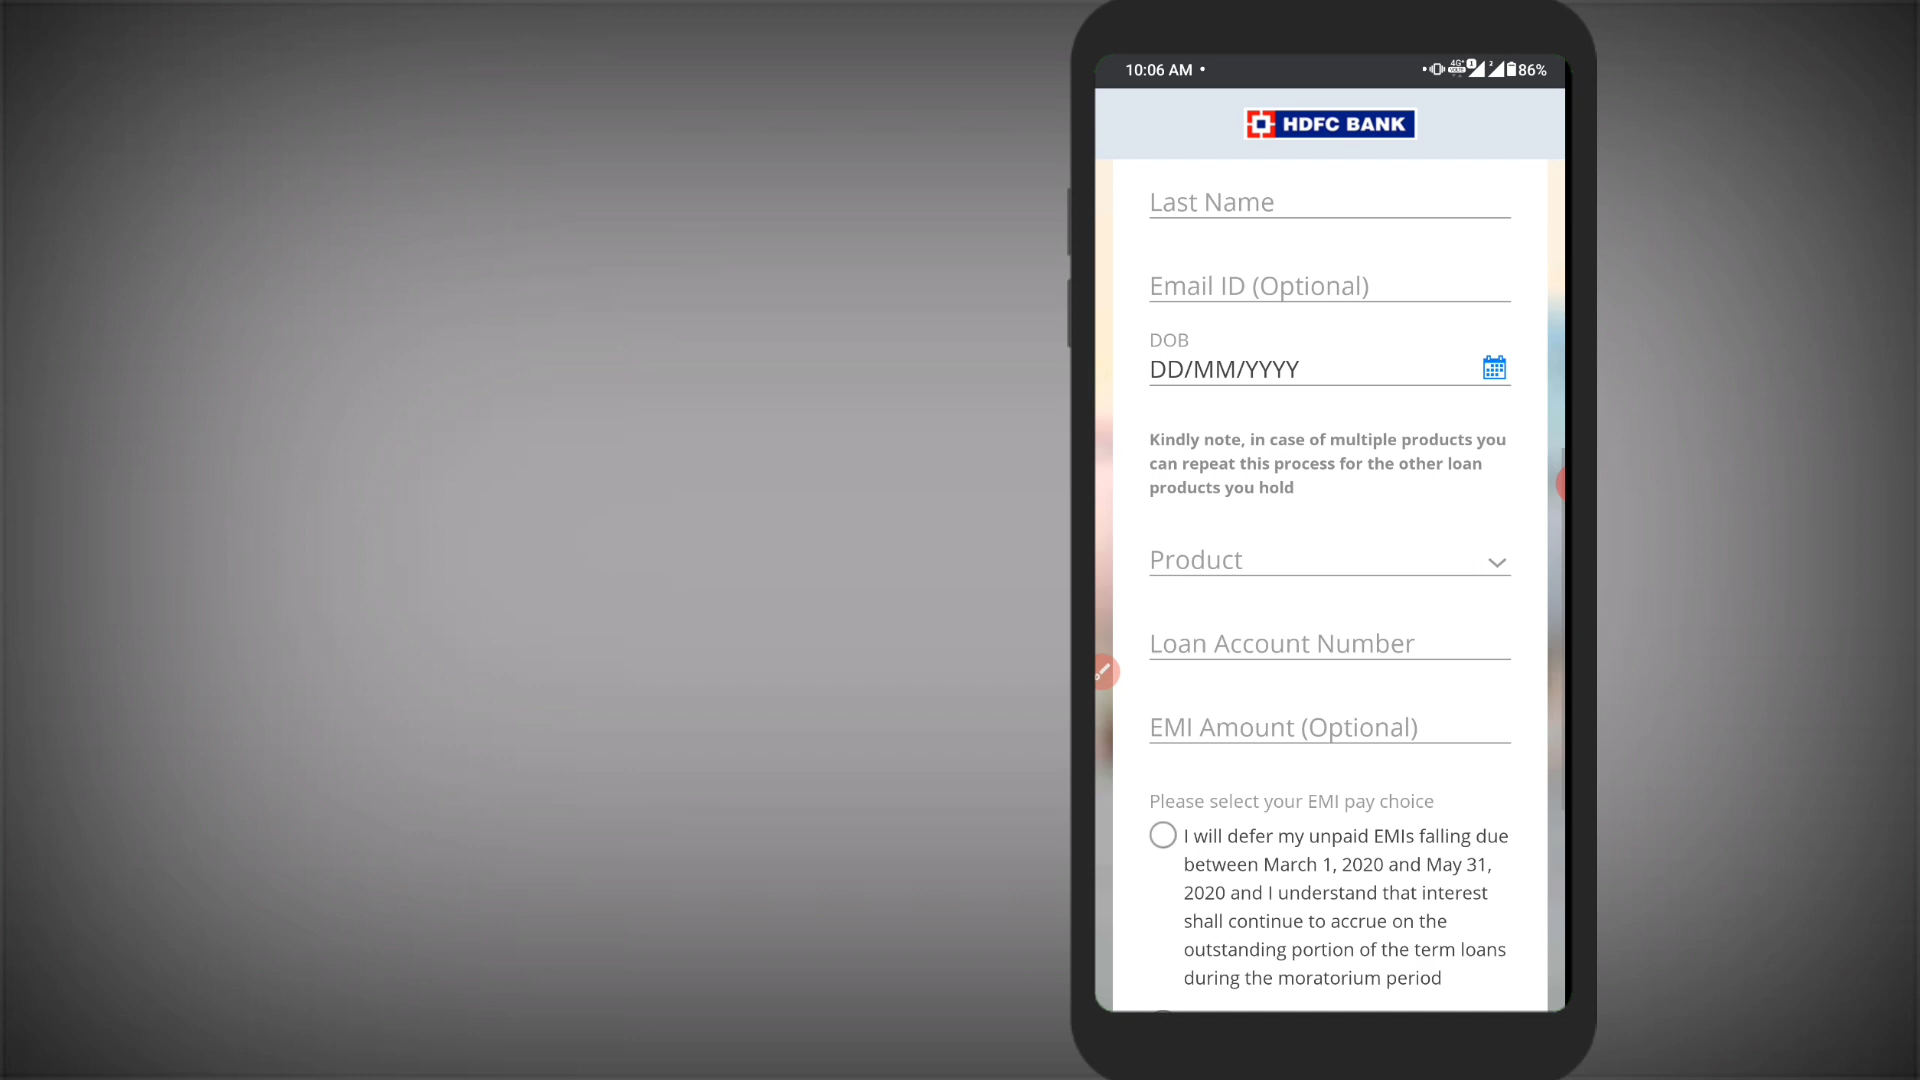 10:06 AM
86%
HDFC BANK
Last Name
Email ID (Optional)
DOB
DD/MM/YYYY
Kindly note, in case of multiple products you
can repeat this process for the other loan
products you hold
Product
Loan Account Number
EMI Amount (Optional)
Please select your EMI pay choice
I will defer my unpaid EMIs falling due
between March 1, 2020 and May 31,
2020 and I understand that interest
shall continue to accrue on the
outstanding portion of the term loans
during the moratorium period